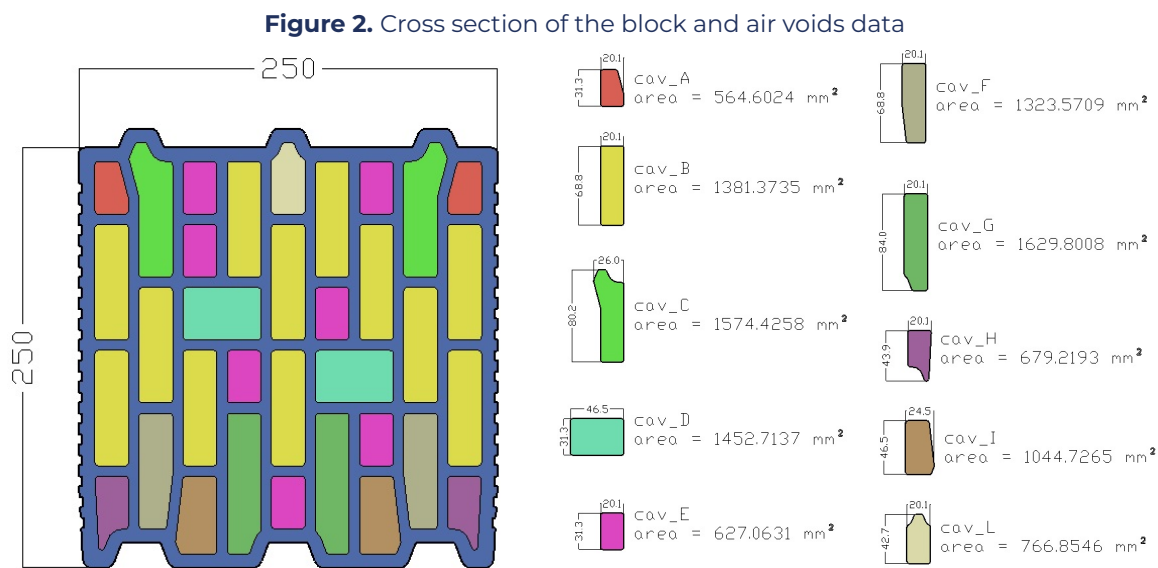 Figure 2. Cross section of the block and air voids data
250
250
20.1
31.3
cav_A
area = 564.6024 mm²
20.1
68.8
cav_B
area = 1381.3735 mm²
26.0
80.2
cav_C
area = 1574.4258 mm²
46.5
31.3
cav_D
area = 1452.7137 mm²
20.1
31.3
cav_E
area = 627.0631 mm²
20.1
68.8
cav_F
area = 1323.5709 mm²
20.1
84.0
cav_G
area = 1629.8008 mm²
20.1
43.9
cav_H
area = 679.2193 mm²
24.5
46.5
cav_I
area = 1044.7265 mm²
20.1
42.7
cav_L
area = 766.8546 mm²